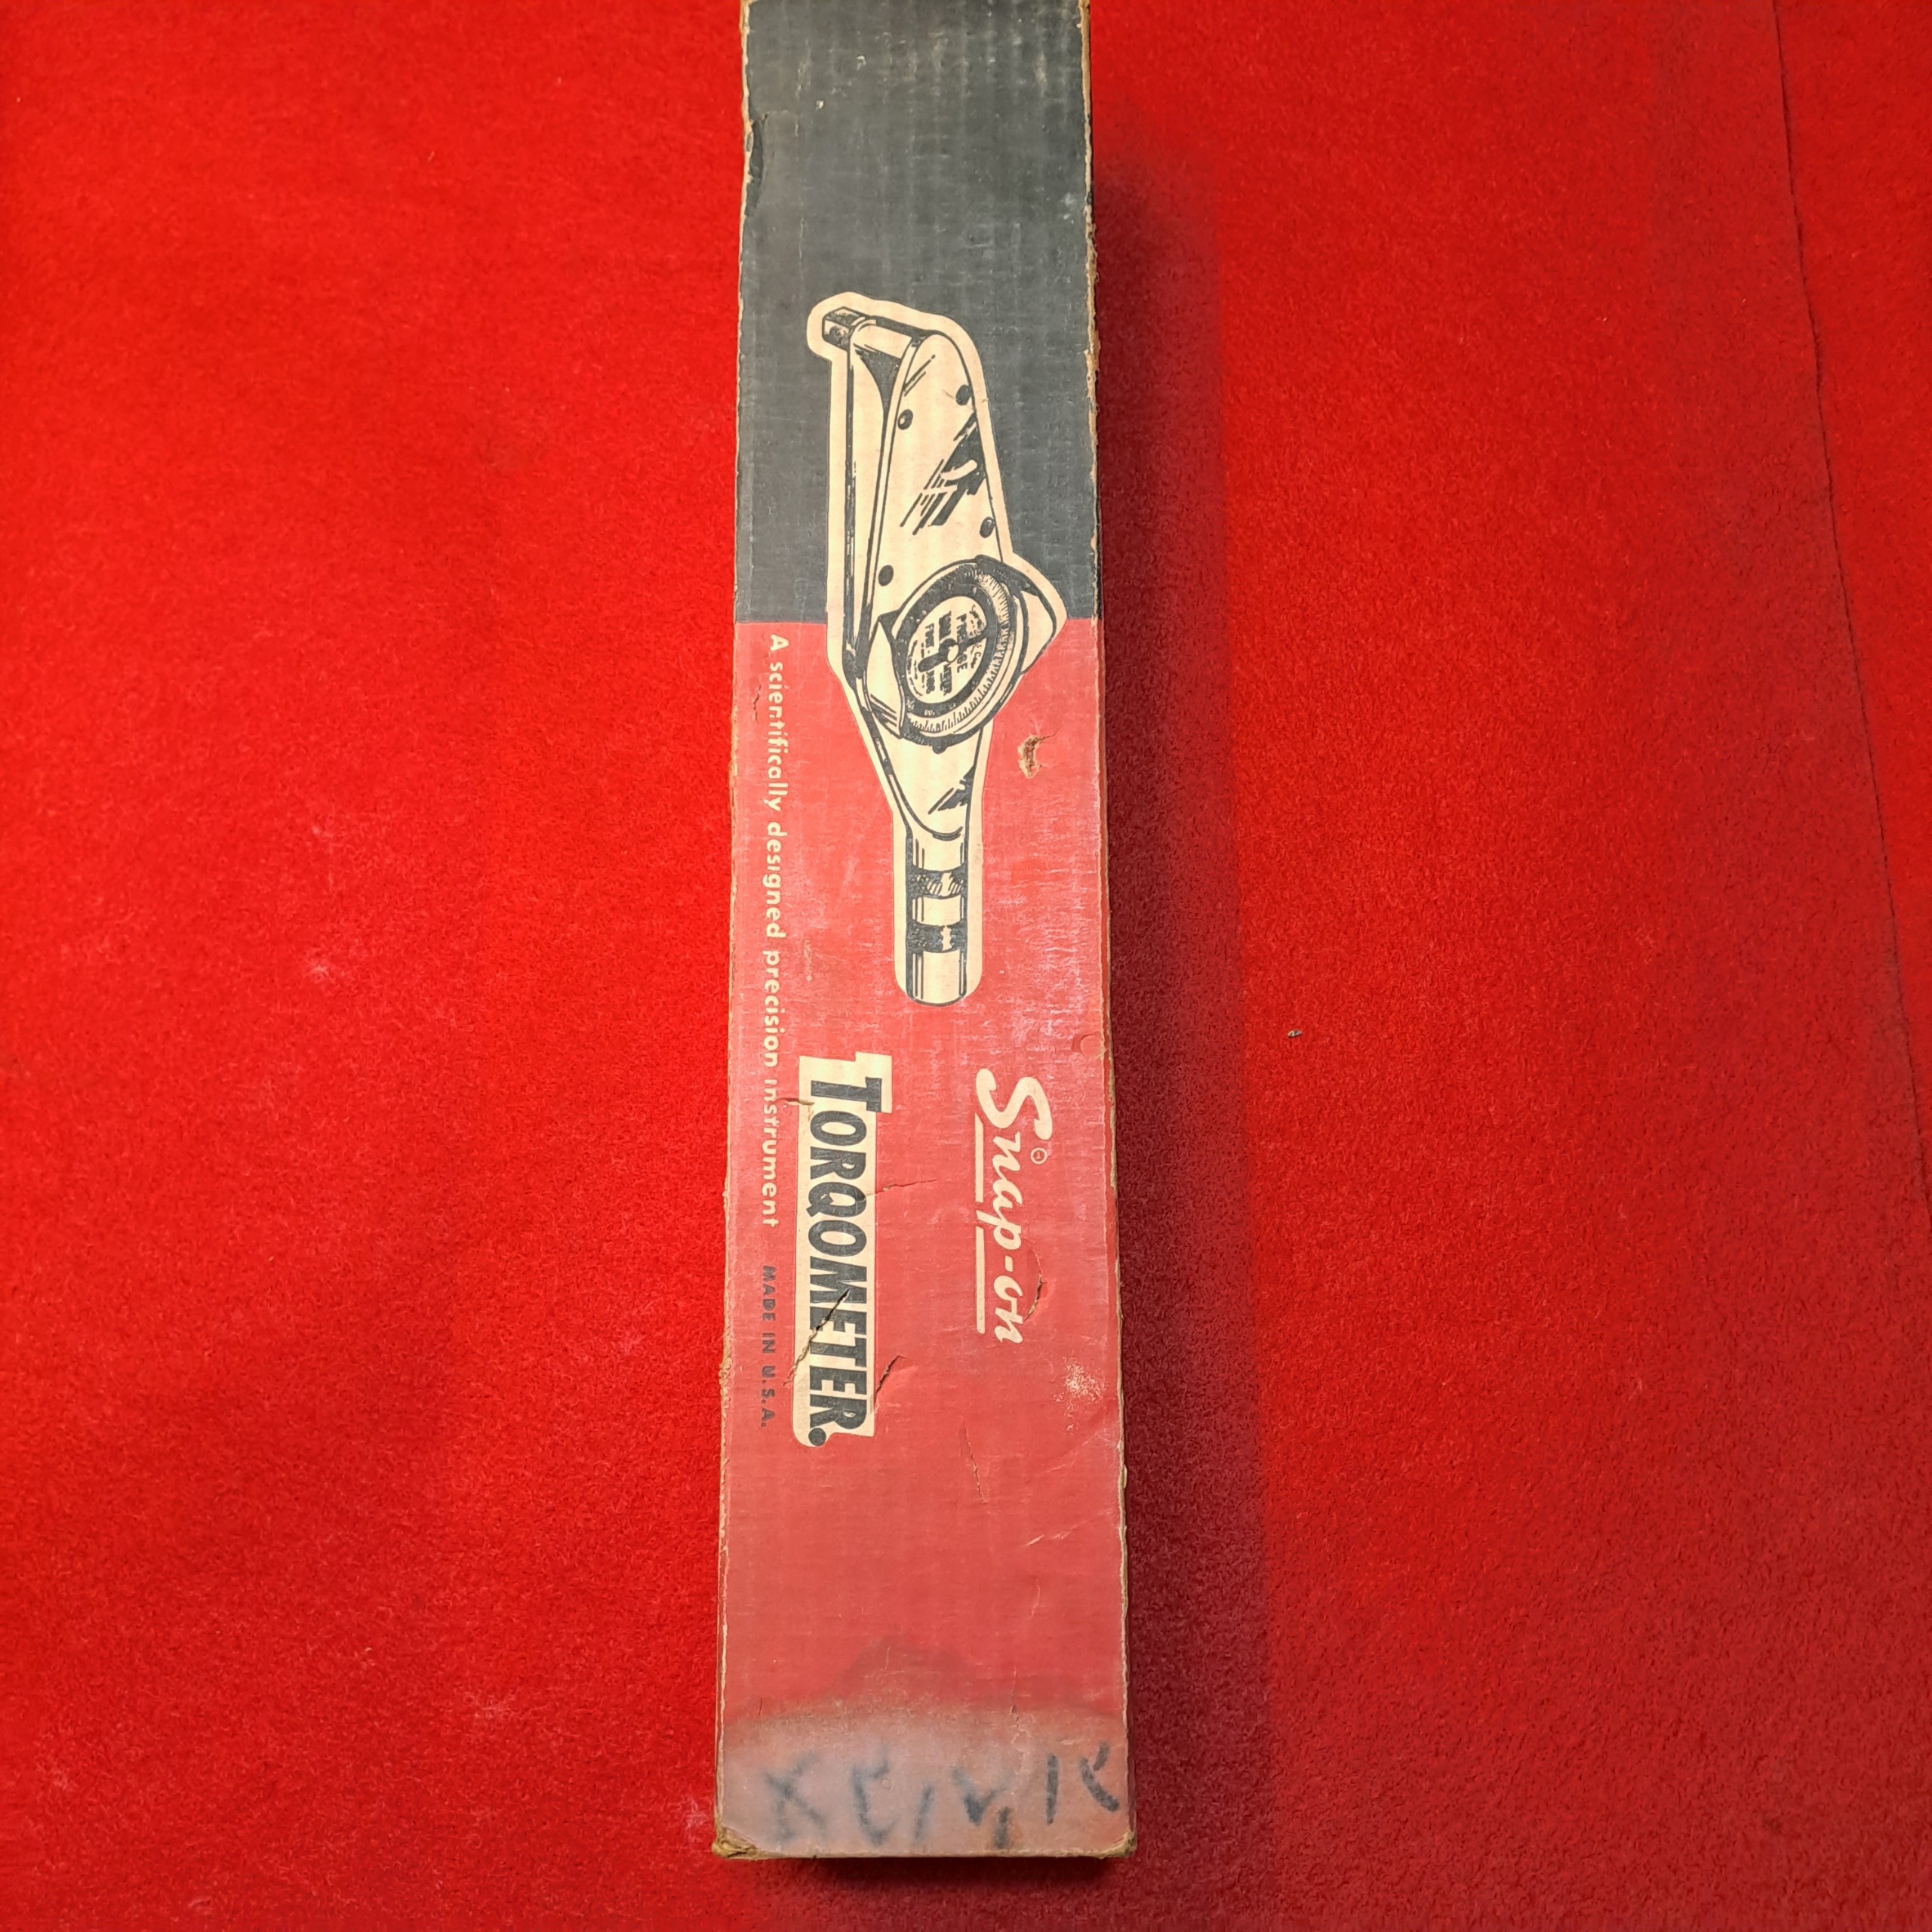 Snap-on
TORQOMETER®
A scientifically designed precision instrument MADE IN U.S.A.